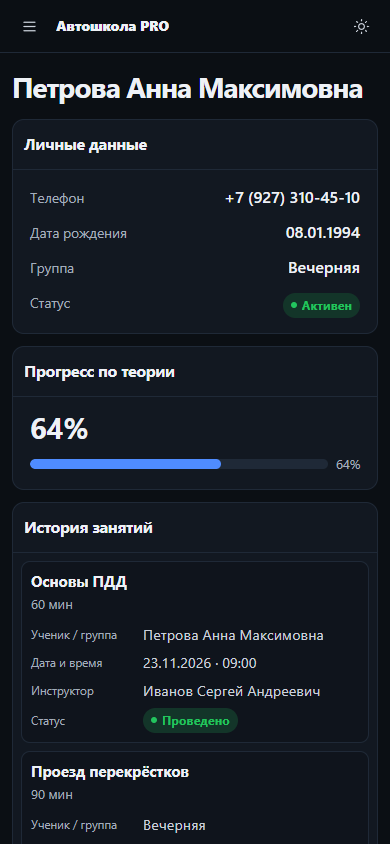 Автошкола PRO
Петрова Анна Максимовна
Личные данные
Телефон +7 (927) 310-45-10
Дата рождения 08.01.1994
Группа Вечерняя
Статус Активен
Прогресс по теории
64%
64%
История занятий
Основы ПДД
60 мин
Ученик / группа Петрова Анна Максимовна
Дата и время 23.11.2026 · 09:00
Инструктор Иванов Сергей Андреевич
Статус Проведено
Проезд перекрёстков
90 мин
Ученик / группа Вечерняя